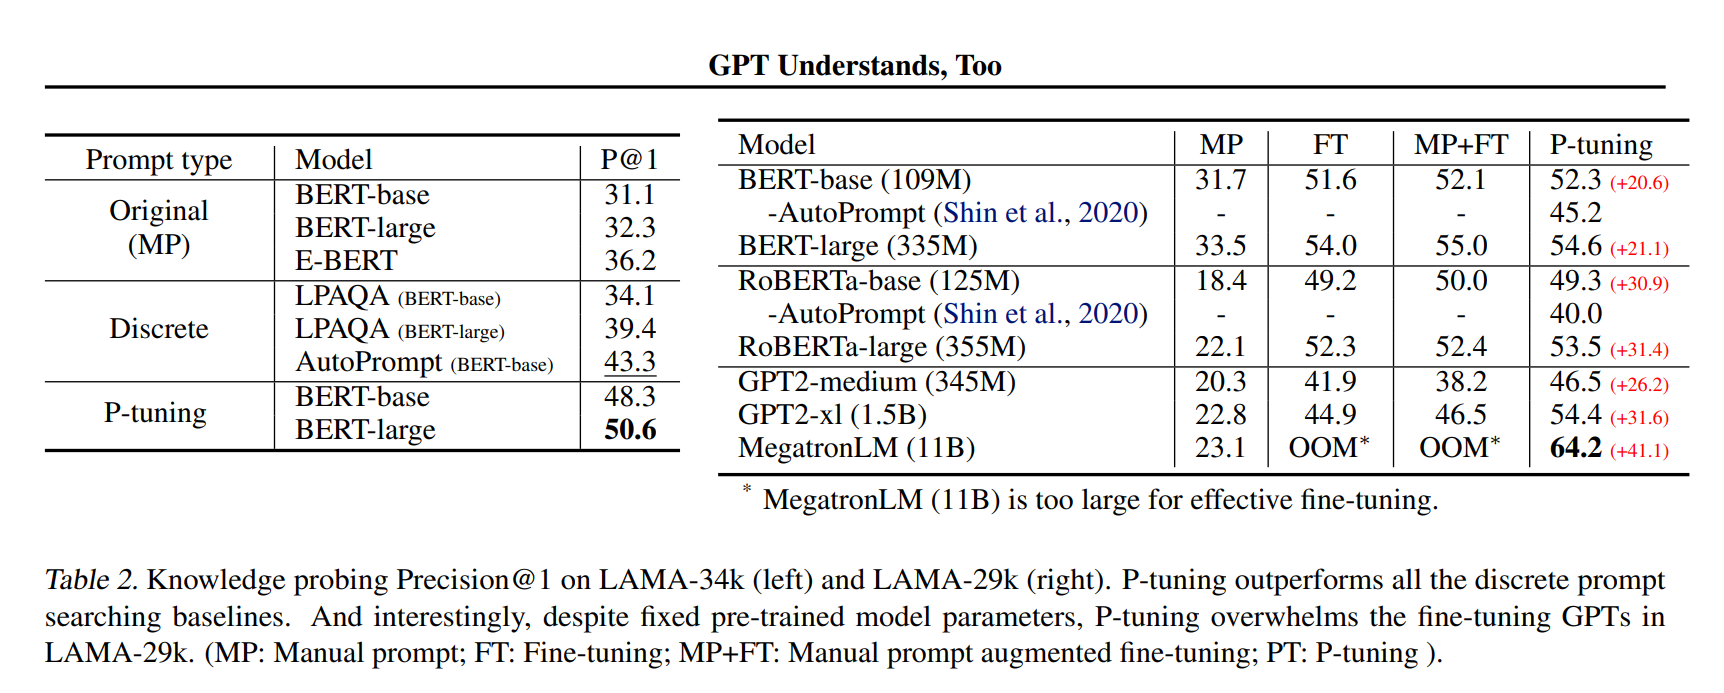 GPT Understands, Too
Prompt type Model P@1
Original (MP) BERT-base 31.1
BERT-large 32.3
E-BERT 36.2
Discrete LPAQA (BERT-base) 34.1
LPAQA (BERT-large) 39.4
AutoPrompt (BERT-base) 43.3
P-tuning BERT-base 48.3
BERT-large 50.6
Model MP FT MP+FT P-tuning
BERT-base (109M) 31.7 51.6 52.1 52.3 (+20.6)
-AutoPrompt (Shin et al., 2020) - - - 45.2
BERT-large (335M) 33.5 54.0 55.0 54.6 (+21.1)
RoBERTa-base (125M) 18.4 49.2 50.0 49.3 (+30.9)
-AutoPrompt (Shin et al., 2020) - - - 40.0
RoBERTa-large (355M) 22.1 52.3 52.4 53.5 (+31.4)
GPT2-medium (345M) 20.3 41.9 38.2 46.5 (+26.2)
GPT2-xl (1.5B) 22.8 44.9 46.5 54.4 (+31.6)
MegatronLM (11B) 23.1 OOM* OOM* 64.2 (+41.1)
* MegatronLM (11B) is too large for effective fine-tuning.
Table 2. Knowledge probing Precision@1 on LAMA-34k (left) and LAMA-29k (right). P-tuning outperforms all the discrete prompt
searching baselines. And interestingly, despite fixed pre-trained model parameters, P-tuning overwhelms the fine-tuning GPTs in
LAMA-29k. (MP: Manual prompt; FT: Fine-tuning; MP+FT: Manual prompt augmented fine-tuning; PT: P-tuning ).